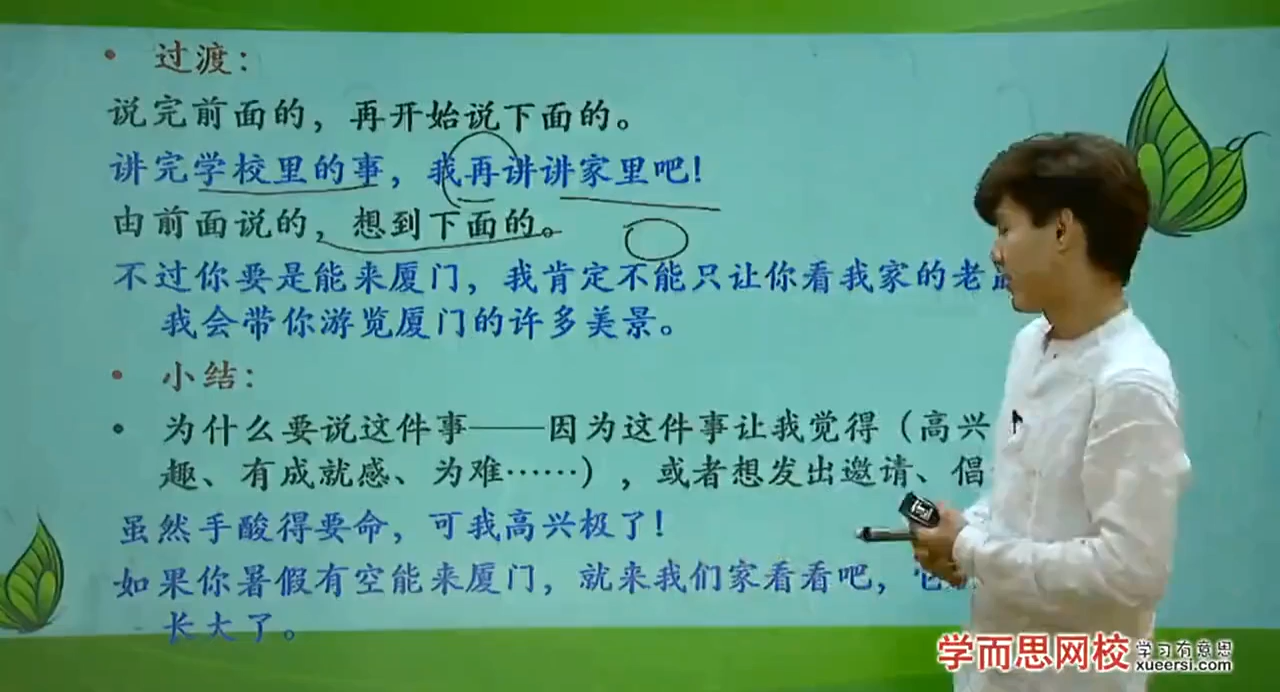 • 过渡：
说完前面的，再开始说下面的。
讲完学校里的事，我再讲讲家里吧！
由前面说的，想到下面的。
不过你要是能来厦门，我肯定不能只让你看我家的老
我会带你游览厦门的许多美景。
• 小结：
• 为什么要说这件事——因为这件事让我觉得（高兴
趣、有成就感、为难……），或者想发出邀请、倡
虽然手酸得要命，可我高兴极了！
如果你暑假有空能来厦门，就来我们家看看吧，它
长大了。
学而思网校 学习有意思
xueersi.com